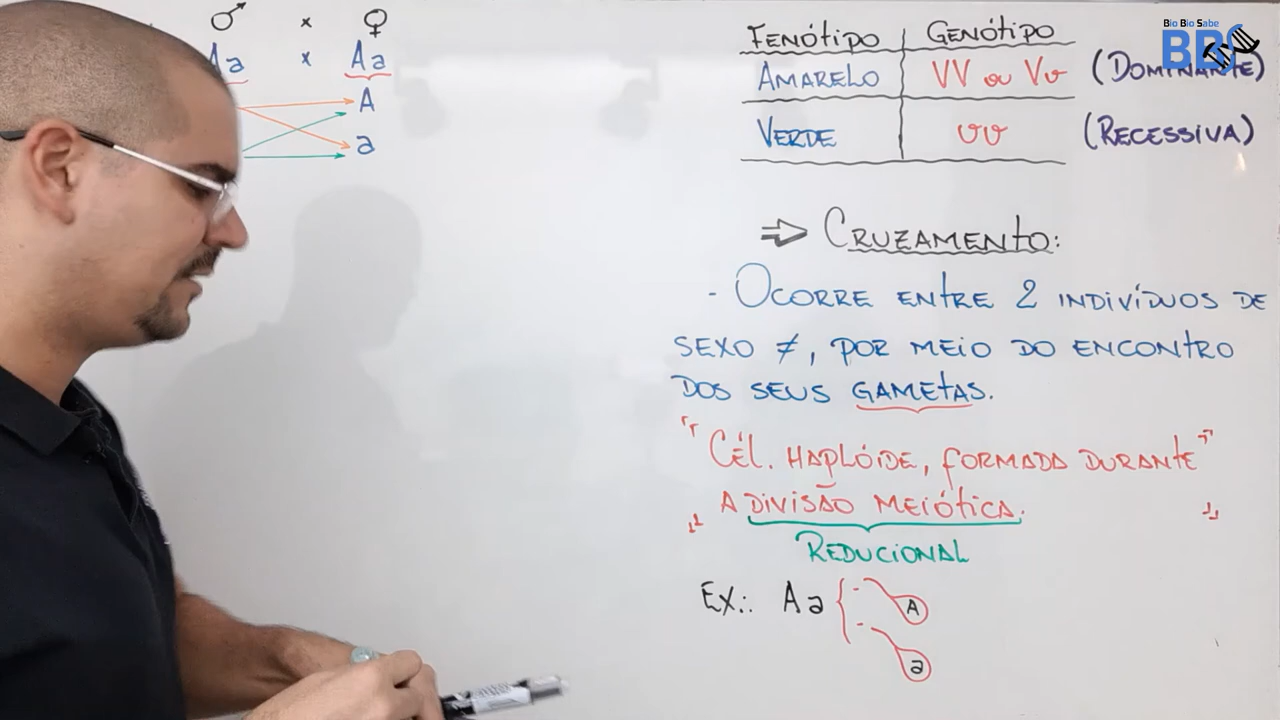 ♂ x ♀
Aa x Aa
A
a
Fenótipo Genótipo
Amarelo VV ou Vv (Dominante)
Verde vv (Recessiva)
⇒ Cruzamento:
- Ocorre entre 2 indivíduos de
sexo ≠, por meio do encontro
dos seus gametas.
Cél. haplóide, formada durante
a divisão meiótica.
Reducional
Ex.: Aa { - A
- a
Bio Bio Sabe
BBS